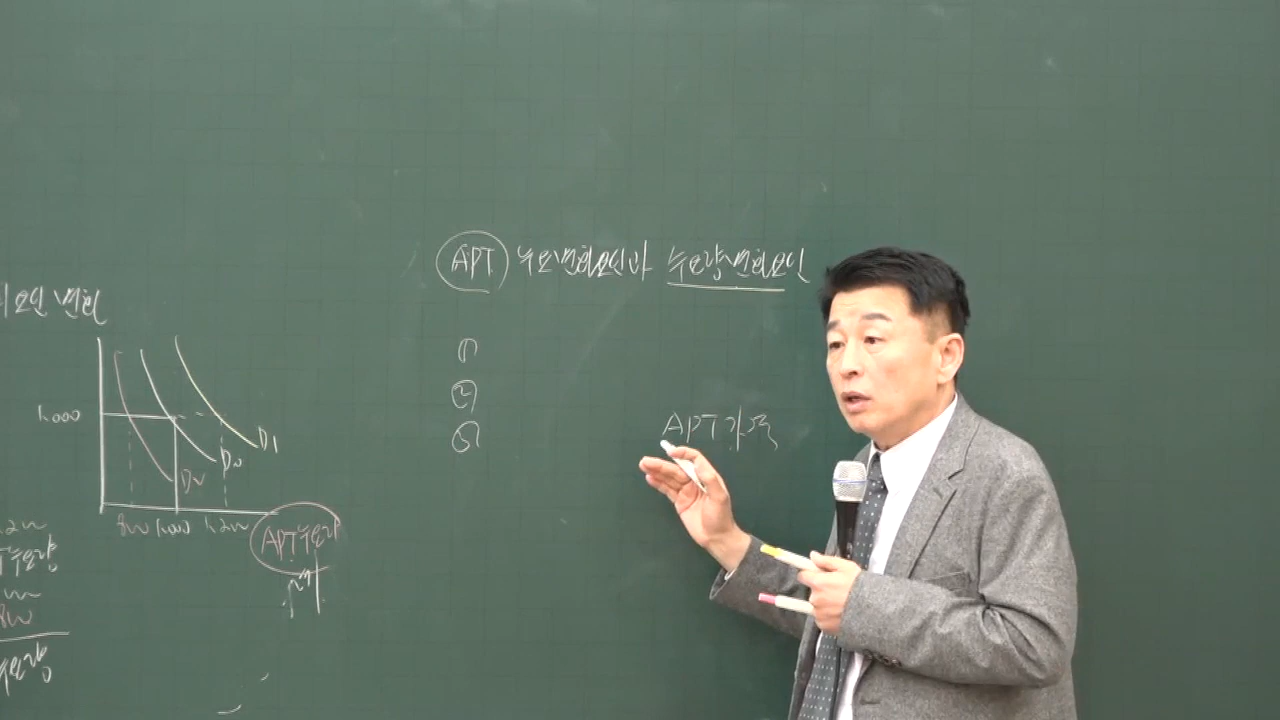 APT 수요변화요인과 수요량변화요인
요인 변화
①
②
③
1,000
APT가격
D1
D0
D2
800 1,000 1,200
APT수요량
수요량
800
수요량